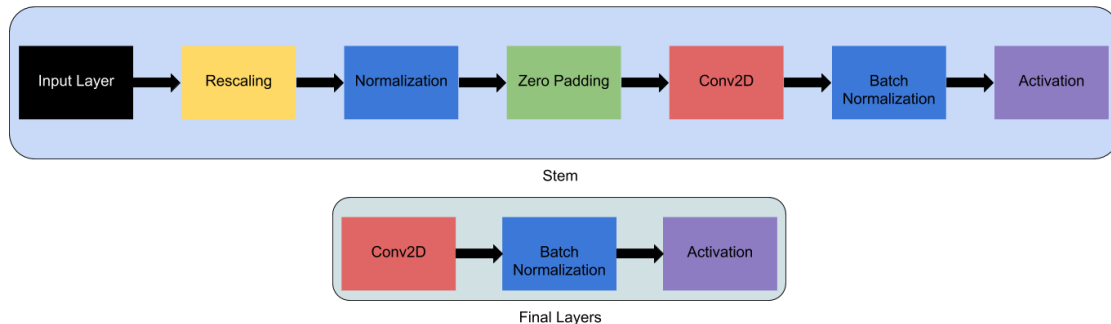 Input Layer
Rescaling
Normalization
Zero Padding
Conv2D
Batch
Normalization
Activation
Stem
Conv2D
Batch
Normalization
Activation
Final Layers